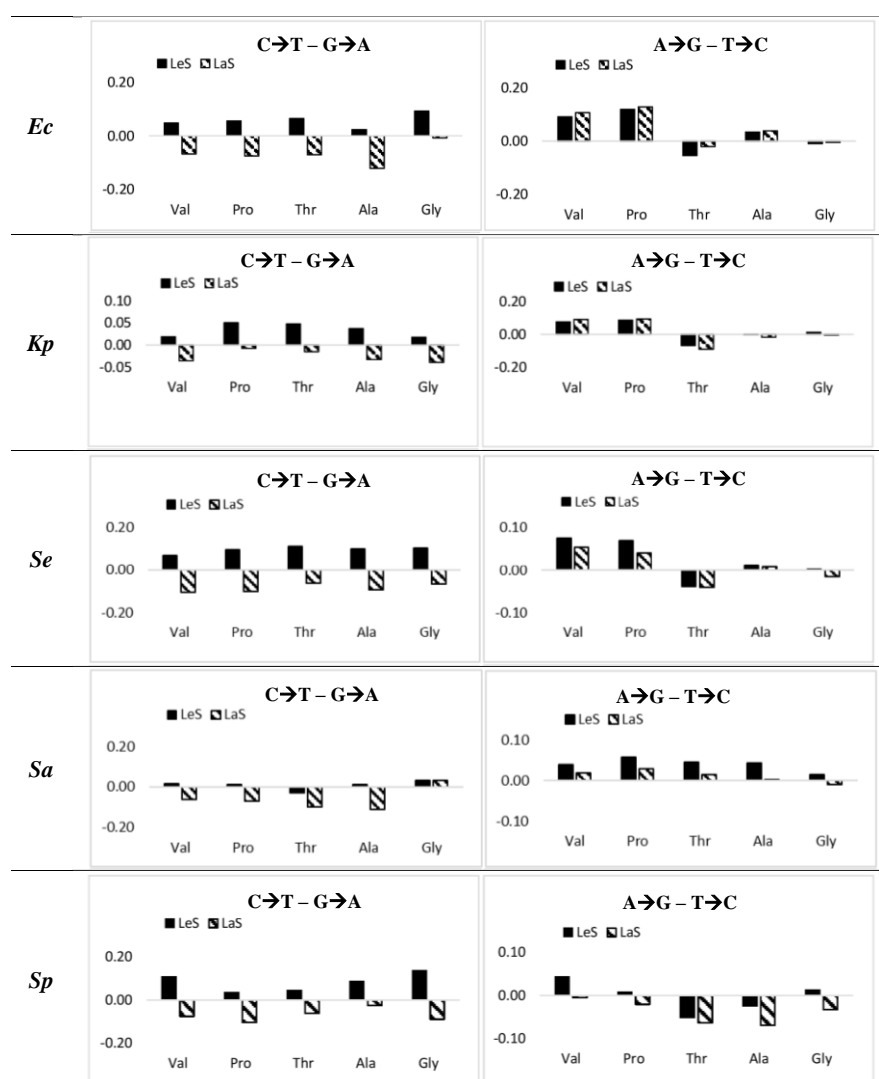 C→T – G→A
LeS LaS
0.20
0.00
-0.20
Val Pro Thr Ala Gly
A→G – T→C
LeS LaS
0.20
0.00
-0.20
Val Pro Thr Ala Gly
Ec
C→T – G→A
LeS LaS
0.10
0.05
0.00
-0.05
Val Pro Thr Ala Gly
A→G – T→C
LeS LaS
0.20
0.00
-0.20
Val Pro Thr Ala Gly
Kp
C→T – G→A
LeS LaS
0.20
0.00
-0.20
Val Pro Thr Ala Gly
A→G – T→C
LeS LaS
0.10
0.00
-0.10
Val Pro Thr Ala Gly
Se
C→T – G→A
LeS LaS
0.20
0.00
-0.20
Val Pro Thr Ala Gly
A→G – T→C
LeS LaS
0.10
0.00
-0.10
Val Pro Thr Ala Gly
Sa
C→T – G→A
LeS LaS
0.20
0.00
-0.20
Val Pro Thr Ala Gly
A→G – T→C
LeS LaS
0.10
0.00
-0.10
Val Pro Thr Ala Gly
Sp